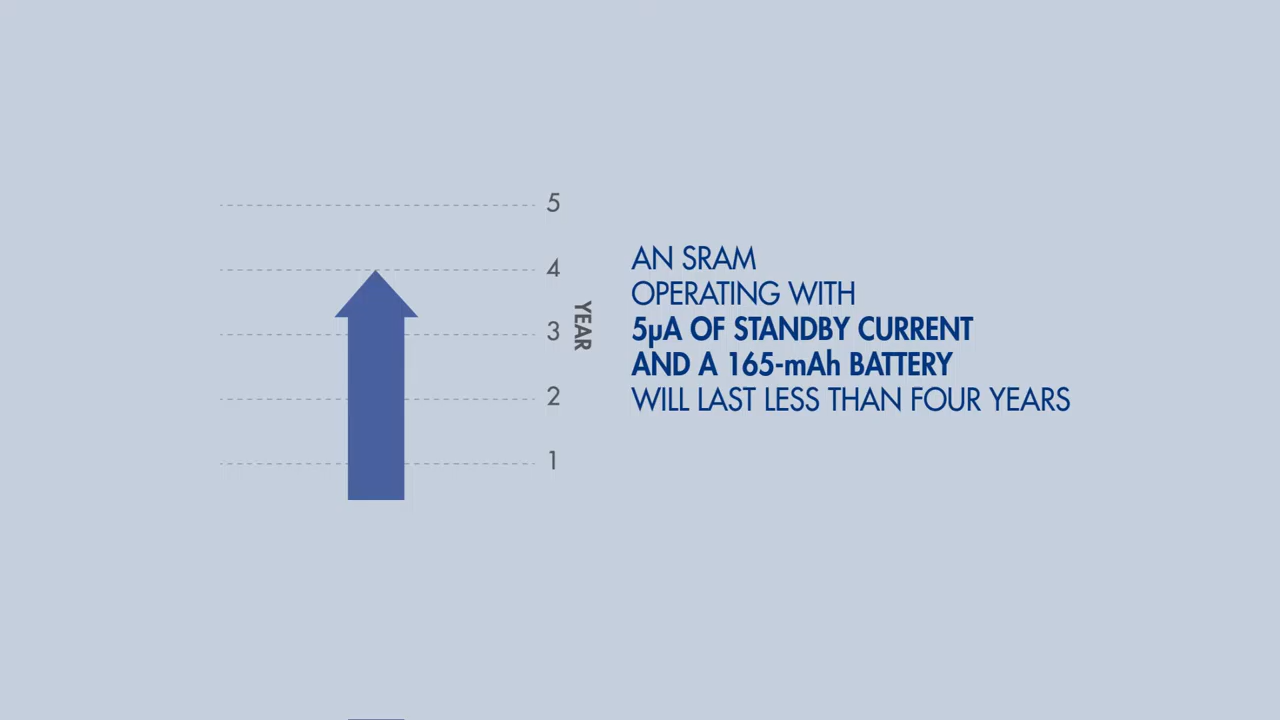 5
4
3
2
1
YEAR
AN SRAM
OPERATING WITH
5µA OF STANDBY CURRENT
AND A 165-mAh BATTERY
WILL LAST LESS THAN FOUR YEARS